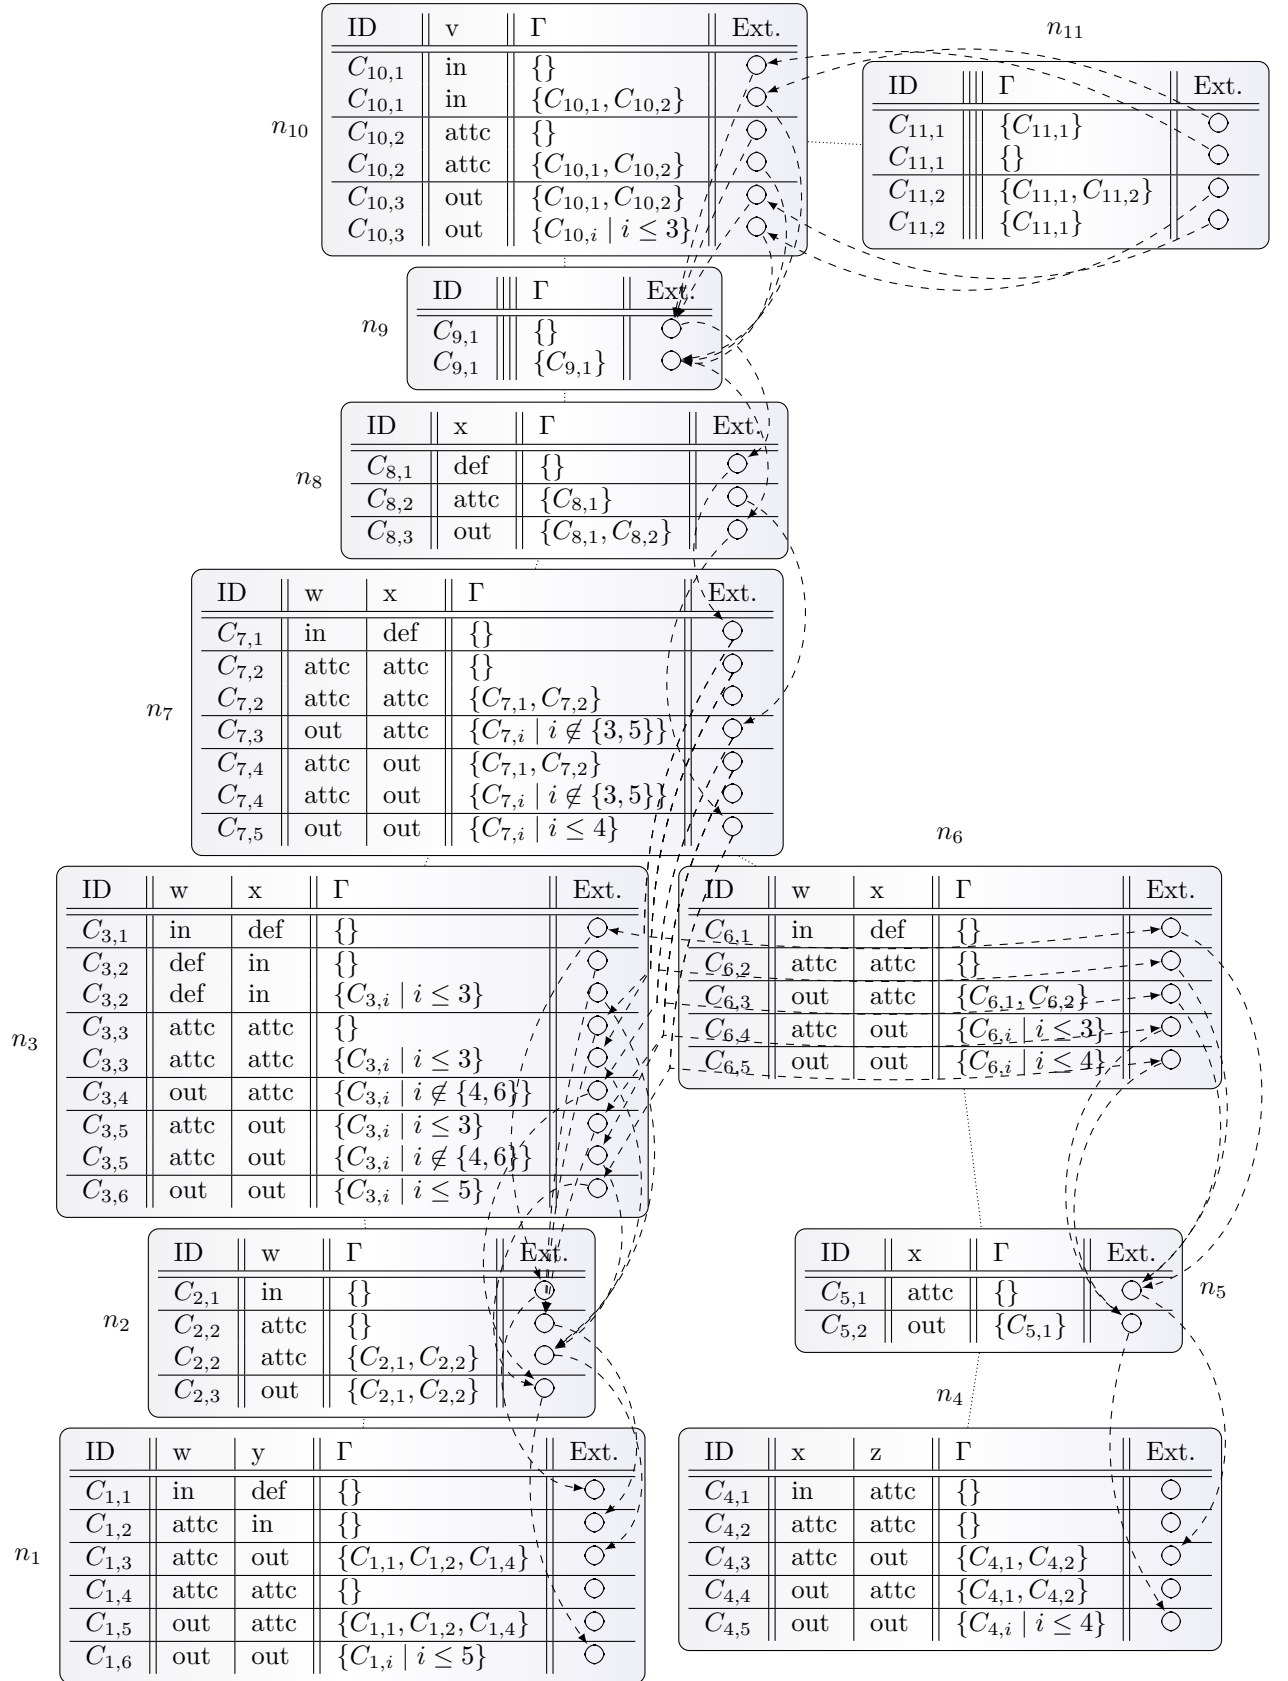 n10
ID v Γ Ext.
C10,1 in {}
C10,1 in {C10,1, C10,2}
C10,2 attc {}
C10,2 attc {C10,1, C10,2}
C10,3 out {C10,1, C10,2}
C10,3 out {C10,i | i ≤ 3}
n11
ID Γ Ext.
C11,1 {C11,1}
C11,1 {}
C11,2 {C11,1, C11,2}
C11,2 {C11,1}
n9
ID Γ Ext.
C9,1 {}
C9,1 {C9,1}
n8
ID x Γ Ext.
C8,1 def {}
C8,2 attc {C8,1}
C8,3 out {C8,1, C8,2}
n7
ID w x Γ Ext.
C7,1 in def {}
C7,2 attc attc {}
C7,2 attc attc {C7,1, C7,2}
C7,3 out attc {C7,i | i ∉ {3, 5}}
C7,4 attc out {C7,1, C7,2}
C7,4 attc out {C7,i | i ∉ {3, 5}}
C7,5 out out {C7,i | i ≤ 4}
n3
ID w x Γ Ext.
C3,1 in def {}
C3,2 def in {}
C3,2 def in {C3,i | i ≤ 3}
C3,3 attc attc {}
C3,3 attc attc {C3,i | i ≤ 3}
C3,4 out attc {C3,i | i ∉ {4, 6}}
C3,5 attc out {C3,i | i ≤ 3}
C3,5 attc out {C3,i | i ∉ {4, 6}}
C3,6 out out {C3,i | i ≤ 5}
n6
ID w x Γ Ext.
C6,1 in def {}
C6,2 attc attc {}
C6,3 out attc {C6,1, C6,2}
C6,4 attc out {C6,i | i ≤ 3}
C6,5 out out {C6,i | i ≤ 4}
n2
ID w Γ Ext.
C2,1 in {}
C2,2 attc {}
C2,2 attc {C2,1, C2,2}
C2,3 out {C2,1, C2,2}
n5
ID x Γ Ext.
C5,1 attc {}
C5,2 out {C5,1}
n1
ID w y Γ Ext.
C1,1 in def {}
C1,2 attc in {}
C1,3 attc out {C1,1, C1,2, C1,4}
C1,4 attc attc {}
C1,5 out attc {C1,1, C1,2, C1,4}
C1,6 out out {C1,i | i ≤ 5}
n4
ID x z Γ Ext.
C4,1 in attc {}
C4,2 attc attc {}
C4,3 attc out {C4,1, C4,2}
C4,4 out attc {C4,1, C4,2}
C4,5 out out {C4,i | i ≤ 4}